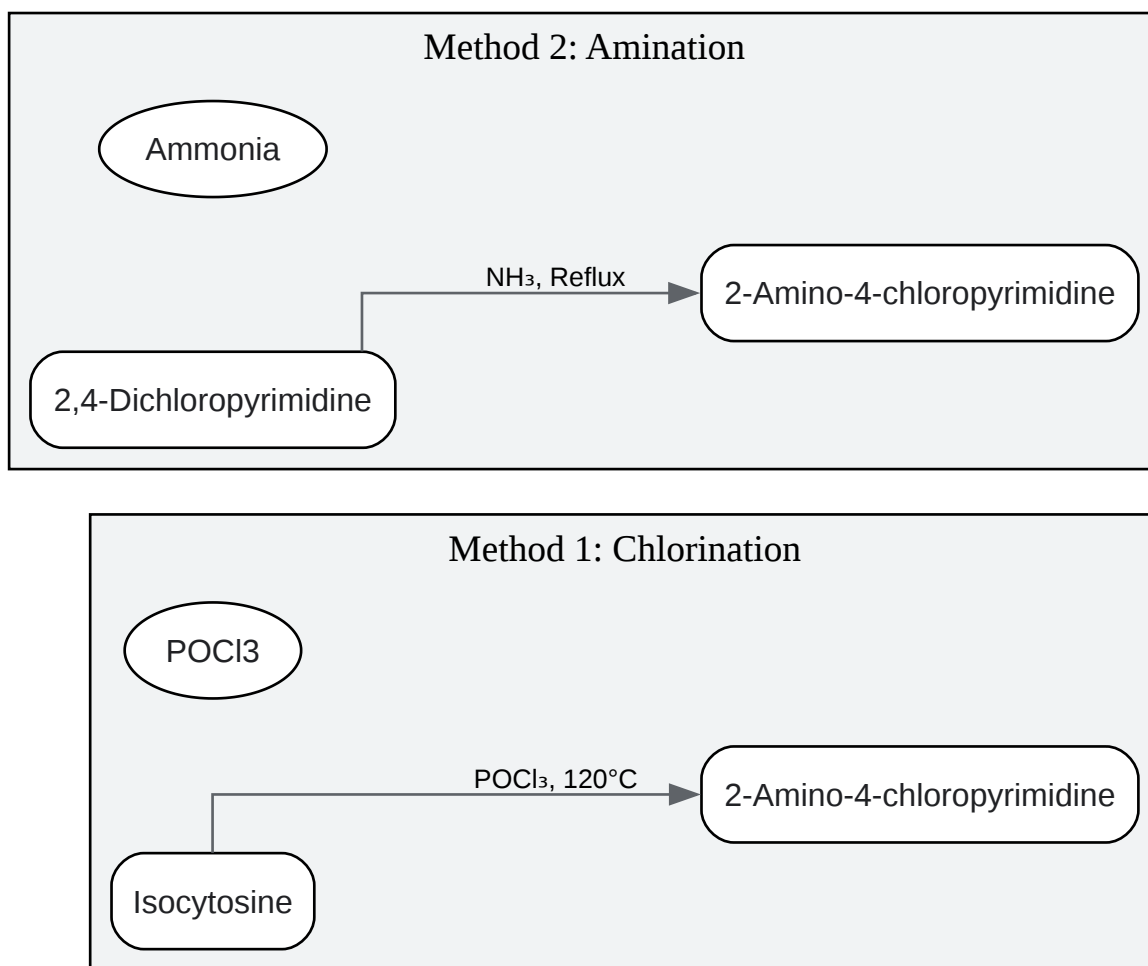 Method 2: Amination
Ammonia
NH₃, Reflux
2-Amino-4-chloropyrimidine
2,4-Dichloropyrimidine
Method 1: Chlorination
POCl3
POCl₃, 120°C
2-Amino-4-chloropyrimidine
Isocytosine